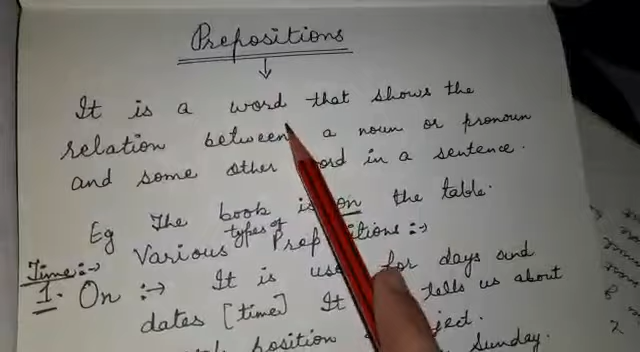 Prepositions
It is a word that shows the
relation between a noun or pronoun
and some other word in a sentence.
Eg The book is on the table.
Various types of Prepositions :→
Time :→
1. On :→ It is used for days and
dates [time] It tells us about
position
Sunday.